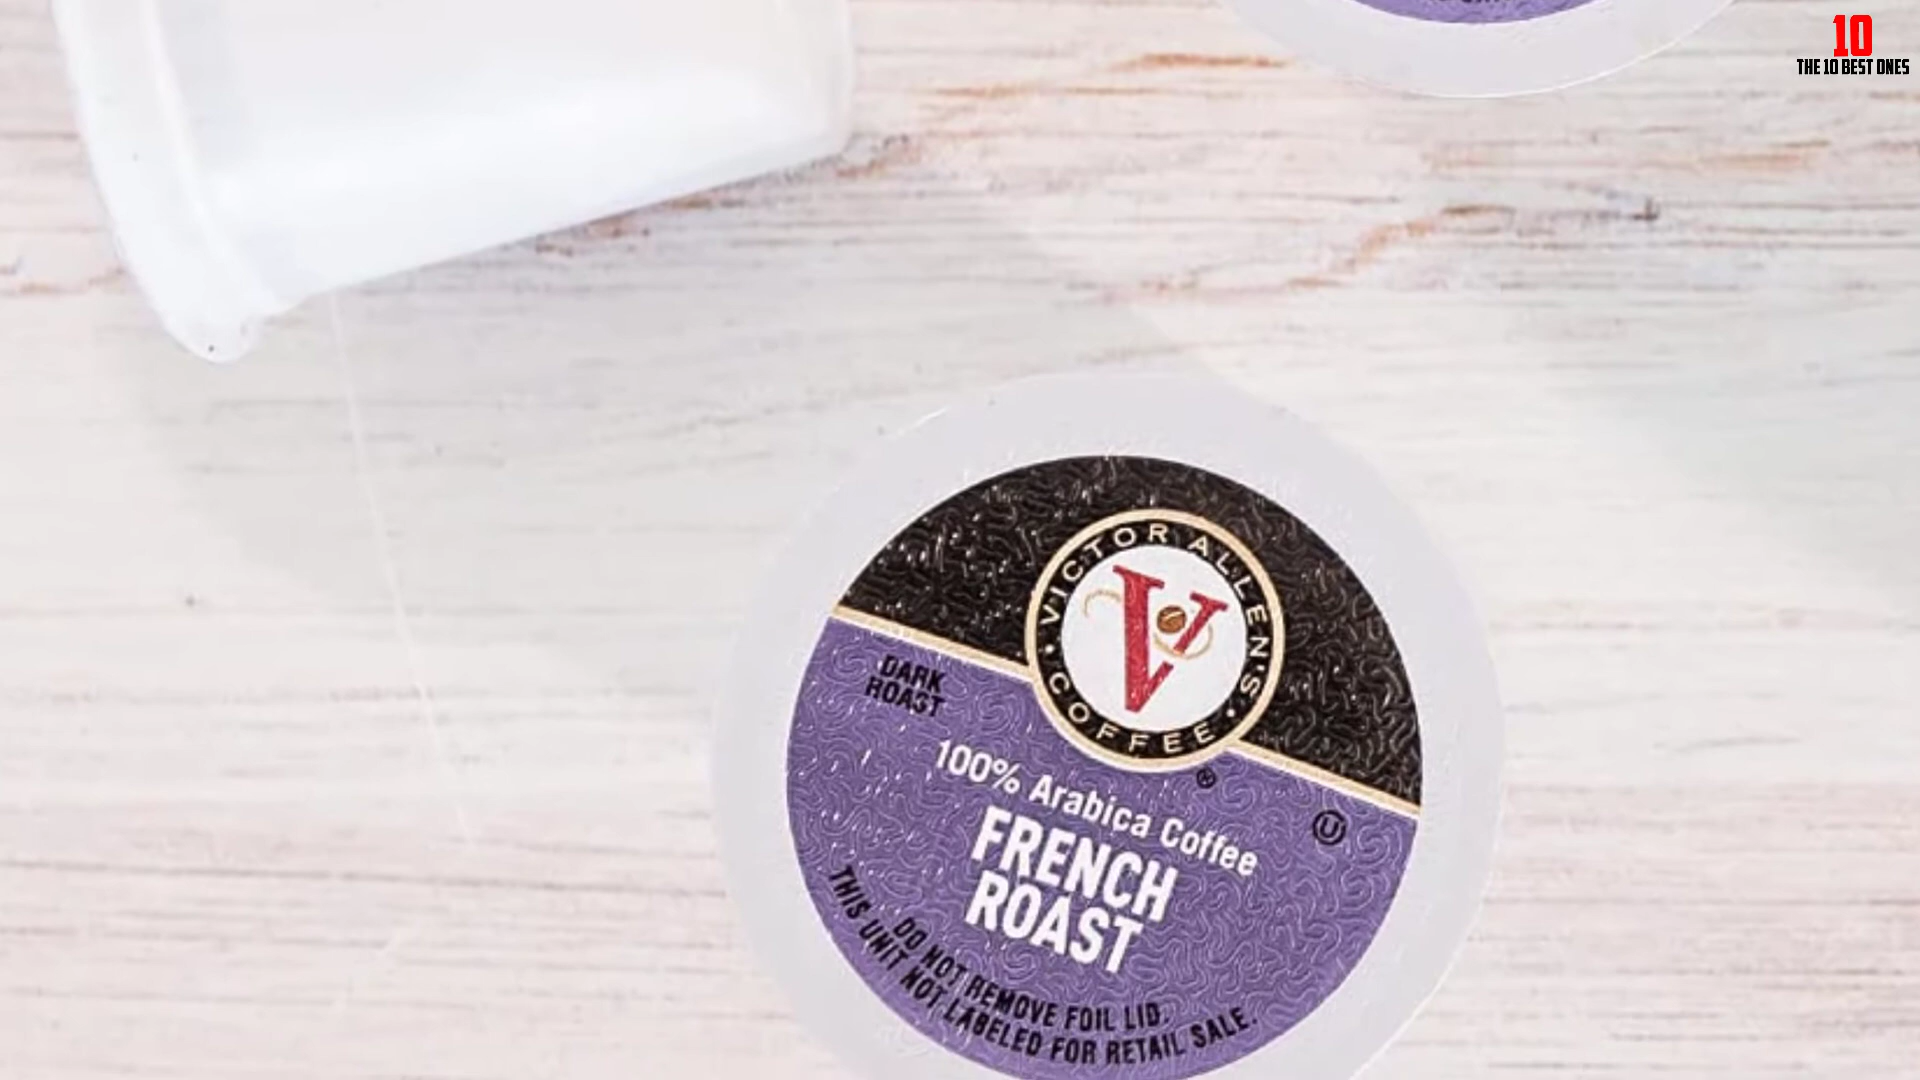 10
THE 10 BEST ONES
VICTOR ALLEN'S
COFFEE
V
®
DARK
ROAST
100% Arabica Coffee
U
FRENCH
ROAST
DO NOT REMOVE FOIL LID.
THIS UNIT NOT LABELED FOR RETAIL SALE.